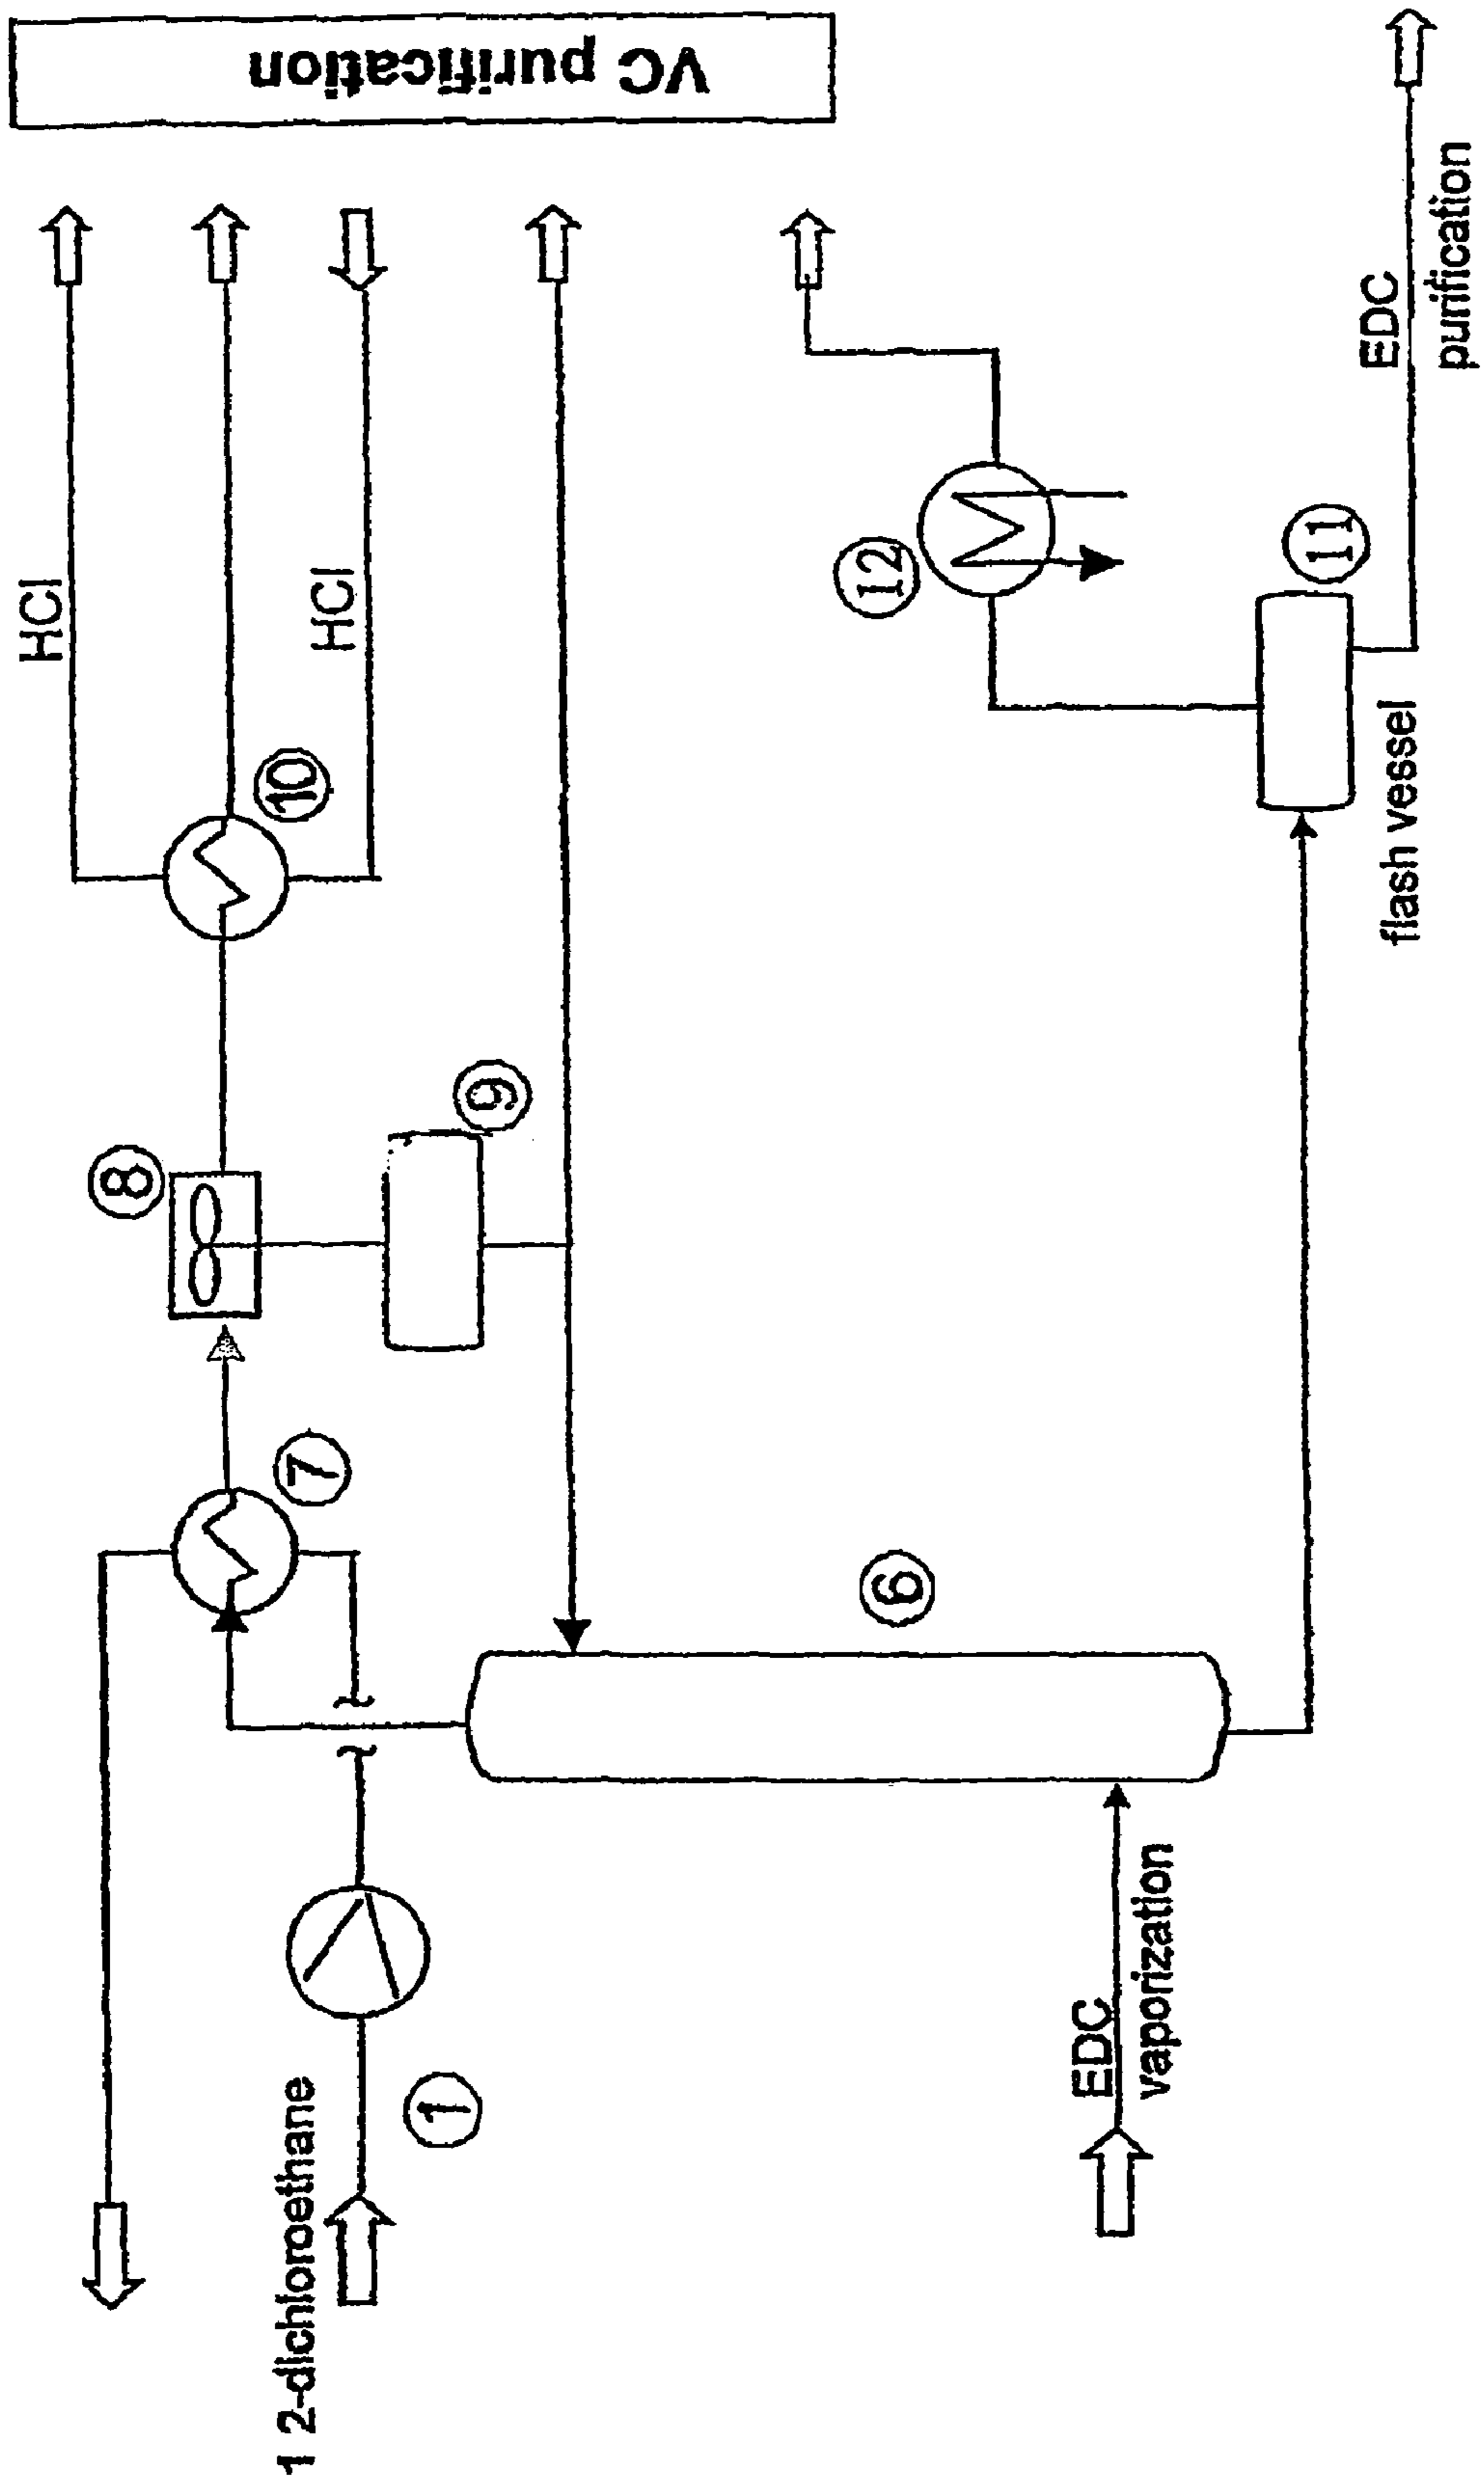 VC purification
HCl
HCl
10
8
9
7
12
11
EDC
purification
flash vessel
6
1 2-dichloroethane
1
EDC
vaporization